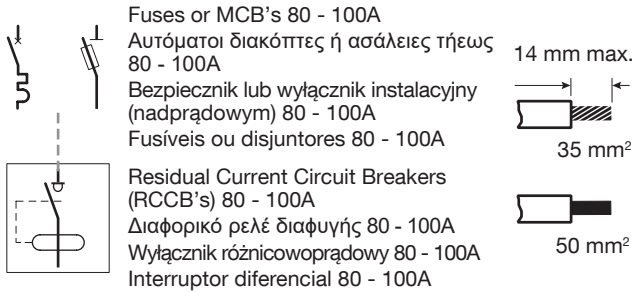 Fuses or MCB's 80 - 100A
Αυτόματοι διακόπτες ή ασάλειες τήεως
80 - 100A
Bezpiecznik lub wyłącznik instalacyjny
(nadprądowym) 80 - 100A
Fusíveis ou disjuntores 80 - 100A
Residual Current Circuit Breakers
(RCCB's) 80 - 100A
Διαφορικό ρελέ διαφυγής 80 - 100A
Wyłącznik różnicowoprądowy 80 - 100A
Interruptor diferencial 80 - 100A
14 mm max.
35 mm²
50 mm²